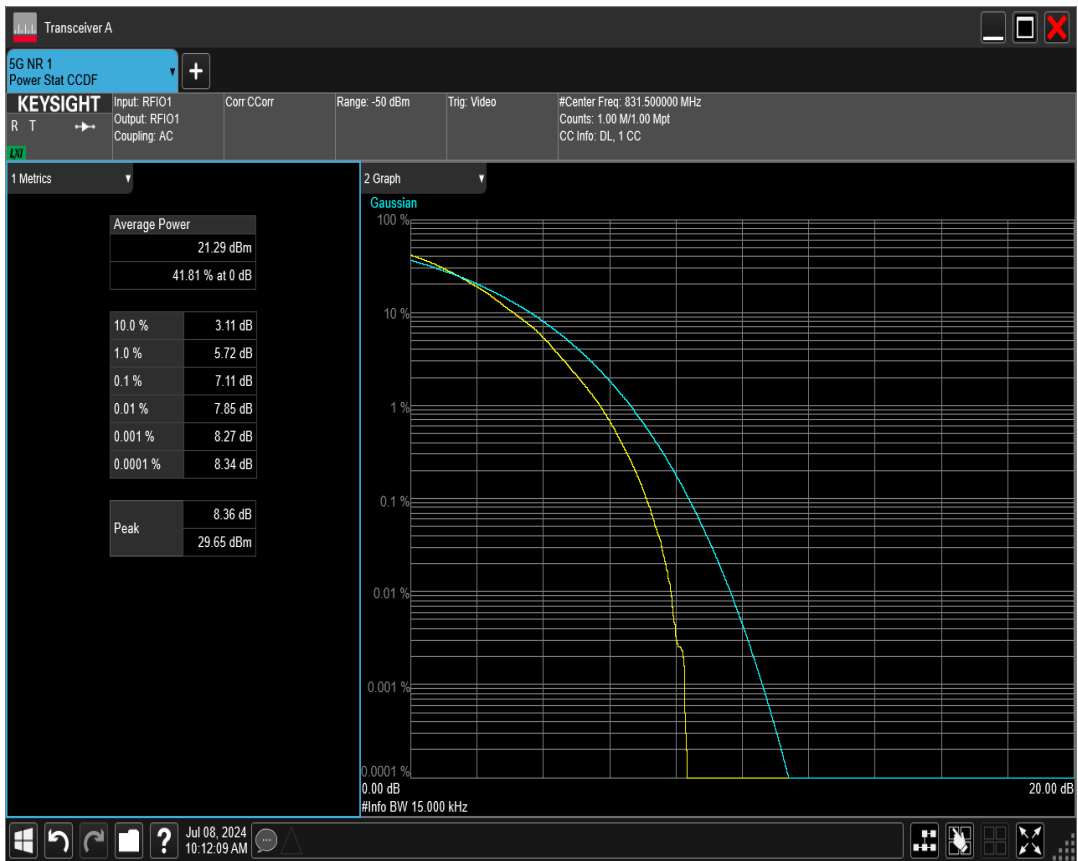 Transceiver A
5G NR 1
Power Stat CCDF
KEYSIGHT
R T
LXI
Input: RFIO1
Output: RFIO1
Coupling: AC
Corr CCorr
Range: -50 dBm
Trig: Video
#Center Freq: 831.500000 MHz
Counts: 1.00 M/1.00 Mpt
CC Info: DL, 1 CC
1 Metrics
Average Power
21.29 dBm
41.81 % at 0 dB
10.0 % 3.11 dB
1.0 % 5.72 dB
0.1 % 7.11 dB
0.01 % 7.85 dB
0.001 % 8.27 dB
0.0001 % 8.34 dB
Peak
8.36 dB
29.65 dBm
2 Graph
Gaussian
100 %
10 %
1 %
0.1 %
0.01 %
0.001 %
0.0001 %
0.00 dB
20.00 dB
#Info BW 15.000 kHz
?
Jul 08, 2024
10:12:09 AM